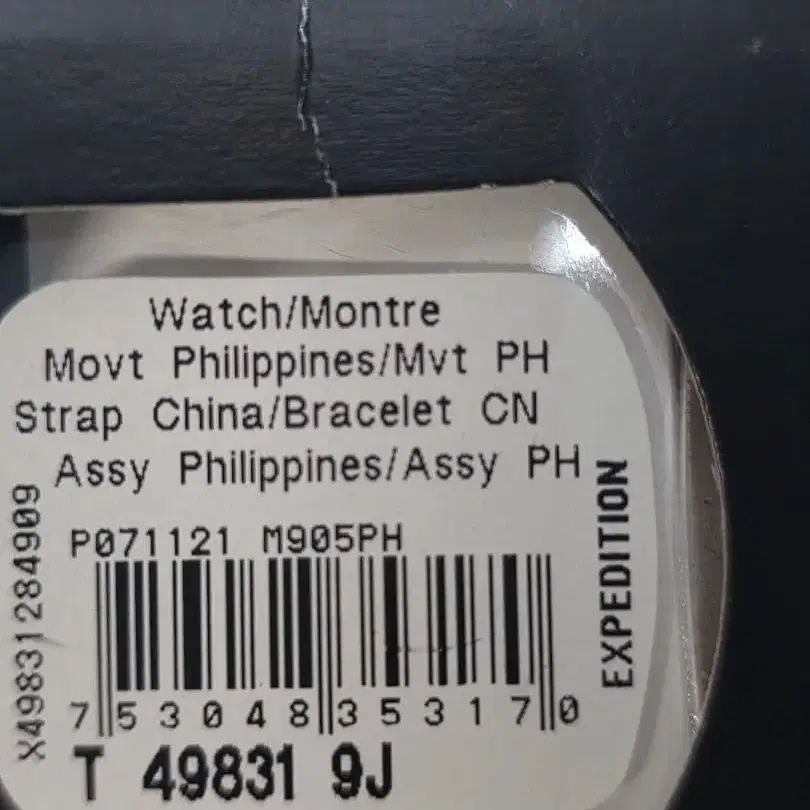 Watch/Montre
Movt Philippines/Mvt PH
Strap China/Bracelet CN
Assy Philippines/Assy PH
P071121 M905PH
7 53048 35317 0
T 49831 9J
X49831284909
EXPEDITION